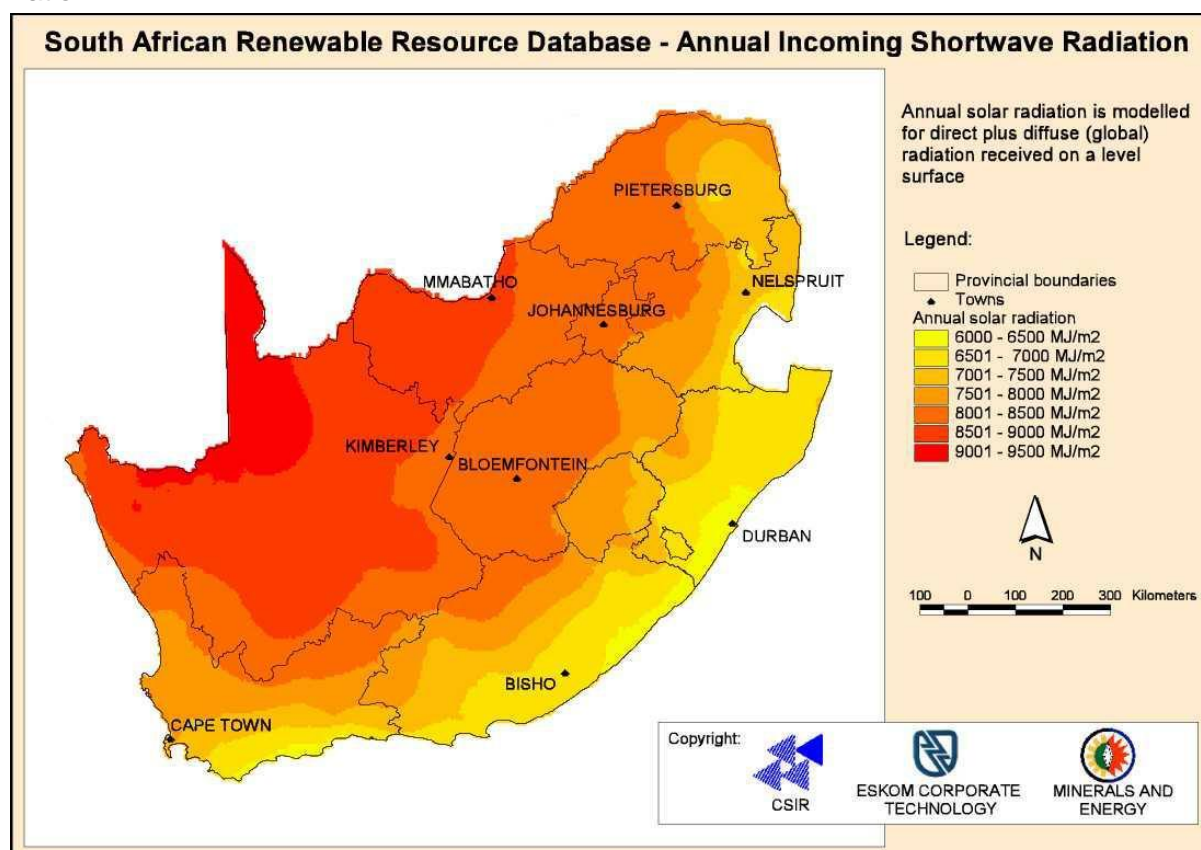 South African Renewable Resource Database - Annual Incoming Shortwave Radiation
Annual solar radiation is modelled
for direct plus diffuse (global)
radiation received on a level
surface
PIETERSBURG
Legend:
Provincial boundaries
Towns
Annual solar radiation
6000 - 6500 MJ/m2
6501 - 7000 MJ/m2
7001 - 7500 MJ/m2
7501 - 8000 MJ/m2
8001 - 8500 MJ/m2
8501 - 9000 MJ/m2
9001 - 9500 MJ/m2
MMABATHO
NELSPRUIT
JOHANNESBURG
KIMBERLEY
BLOEMFONTEIN
DURBAN
N
100 0 100 200 300 Kilometers
BISHO
CAPE TOWN
Copyright:
CSIR
ESKOM CORPORATE
TECHNOLOGY
MINERALS AND
ENERGY